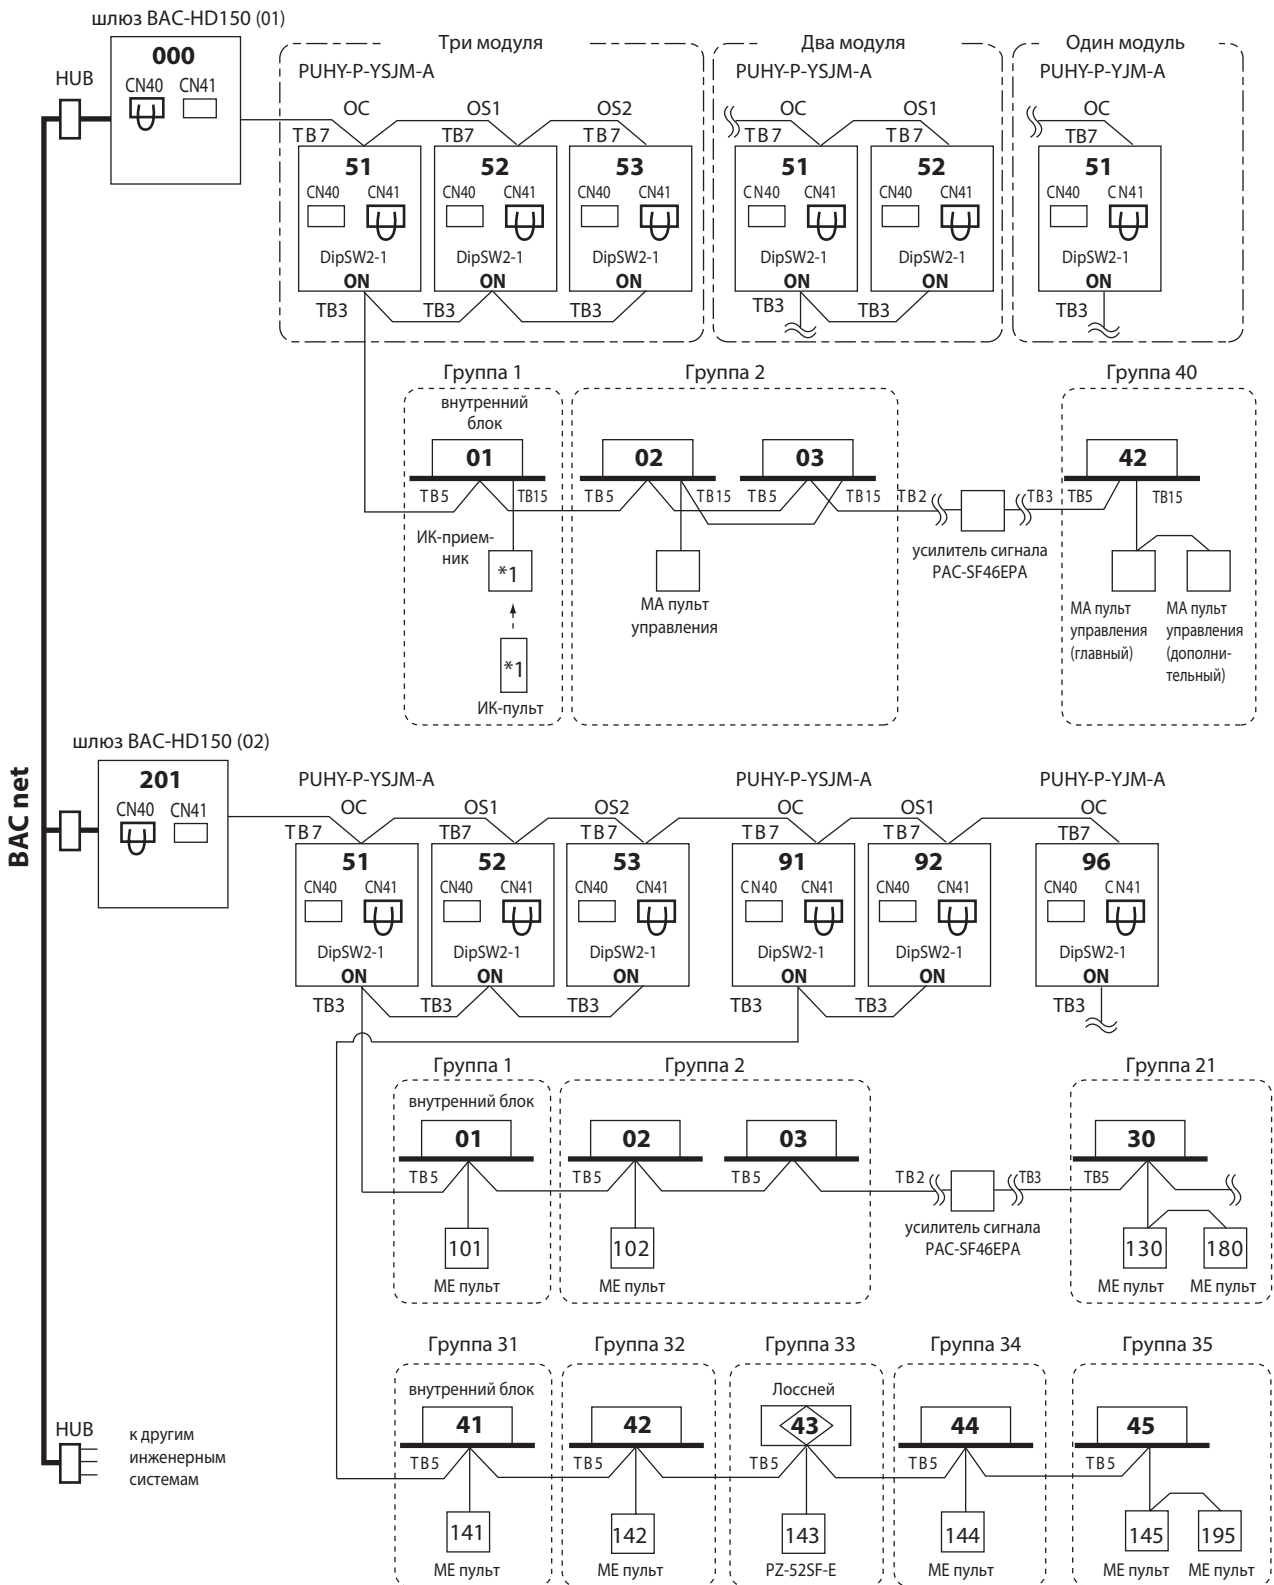 шлюз BAC-HD150 (01)
000
CN40 CN41
HUB
Три модуля
Два модуля
Один модуль
PUHY-P-YSJM-A
PUHY-P-YSJM-A
PUHY-P-YJM-A
OC OS1 OS2 OC OS1 OC
TB7 TB7 TB7 TB7 TB7 TB7
51 52 53 51 52 51
CN40 CN41 CN40 CN41 CN40 CN41 CN40 CN41 CN40 CN41 CN40 CN41
DipSW2-1 DipSW2-1 DipSW2-1 DipSW2-1 DipSW2-1 DipSW2-1
ON ON ON ON ON ON
TB3 TB3 TB3 TB3 TB3 TB3
Группа 1 Группа 2 Группа 40
внутренний
блок
01 02 03 42
TB5 TB15 TB5 TB15 TB5 TB15 TB2 TB3 TB5 TB15
ИК-прием-
ник
*1
*1
ИК-пульт
МА пульт
управления
усилитель сигнала
PAC-SF46EPA
МА пульт
управления
(главный)
МА пульт
управления
(дополни-
тельный)
BAC net
шлюз BAC-HD150 (02)
201
CN40 CN41
PUHY-P-YSJM-A
PUHY-P-YSJM-A
PUHY-P-YJM-A
OC OS1 OS2 OC OS1 OC
TB7 TB7 TB7 TB7 TB7 TB7
51 52 53 91 92 96
CN40 CN41 CN40 CN41 CN40 CN41 CN40 CN41 CN40 CN41 CN40 CN41
DipSW2-1 DipSW2-1 DipSW2-1 DipSW2-1 DipSW2-1 DipSW2-1
ON ON ON ON ON ON
TB3 TB3 TB3 TB3 TB3 TB3
Группа 1 Группа 2 Группа 21
внутренний блок
01 02 03 30
TB5 TB5 TB5 TB2 TB3 TB5
усилитель сигнала
PAC-SF46EPA
101 102 130 180
МЕ пульт МЕ пульт МЕ пульт МЕ пульт
Группа 31 Группа 32 Группа 33 Группа 34 Группа 35
внутренний блок
Лоссней
41 42 43 44 45
TB5 TB5 TB5 TB5 TB5
141 142 143 144 145 195
МЕ пульт МЕ пульт PZ-52SF-E МЕ пульт МЕ пульт МЕ пульт
HUB
к другим
инженерным
системам